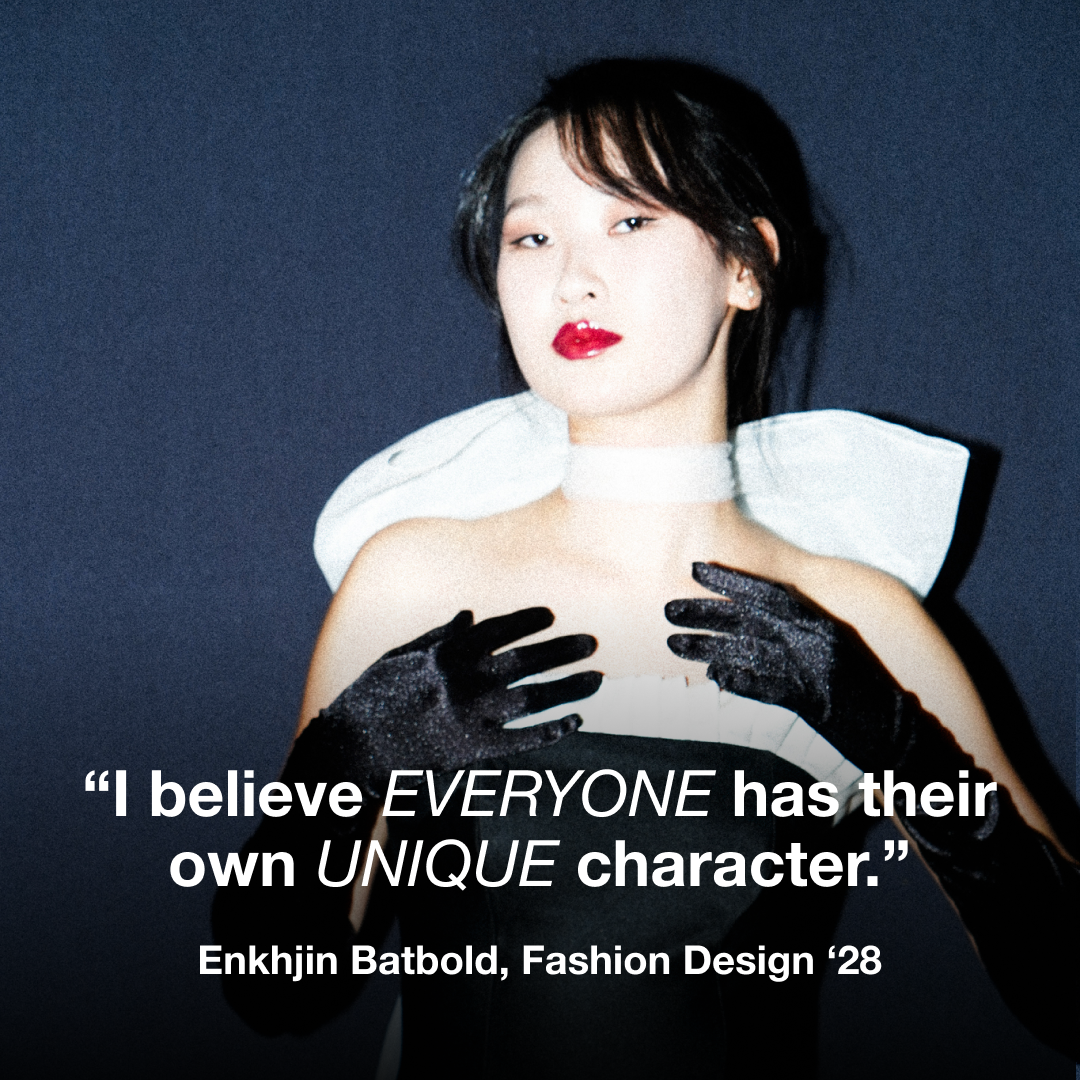 “I believe EVERYONE has their
own UNIQUE character.”
Enkhjin Batbold, Fashion Design ‘28